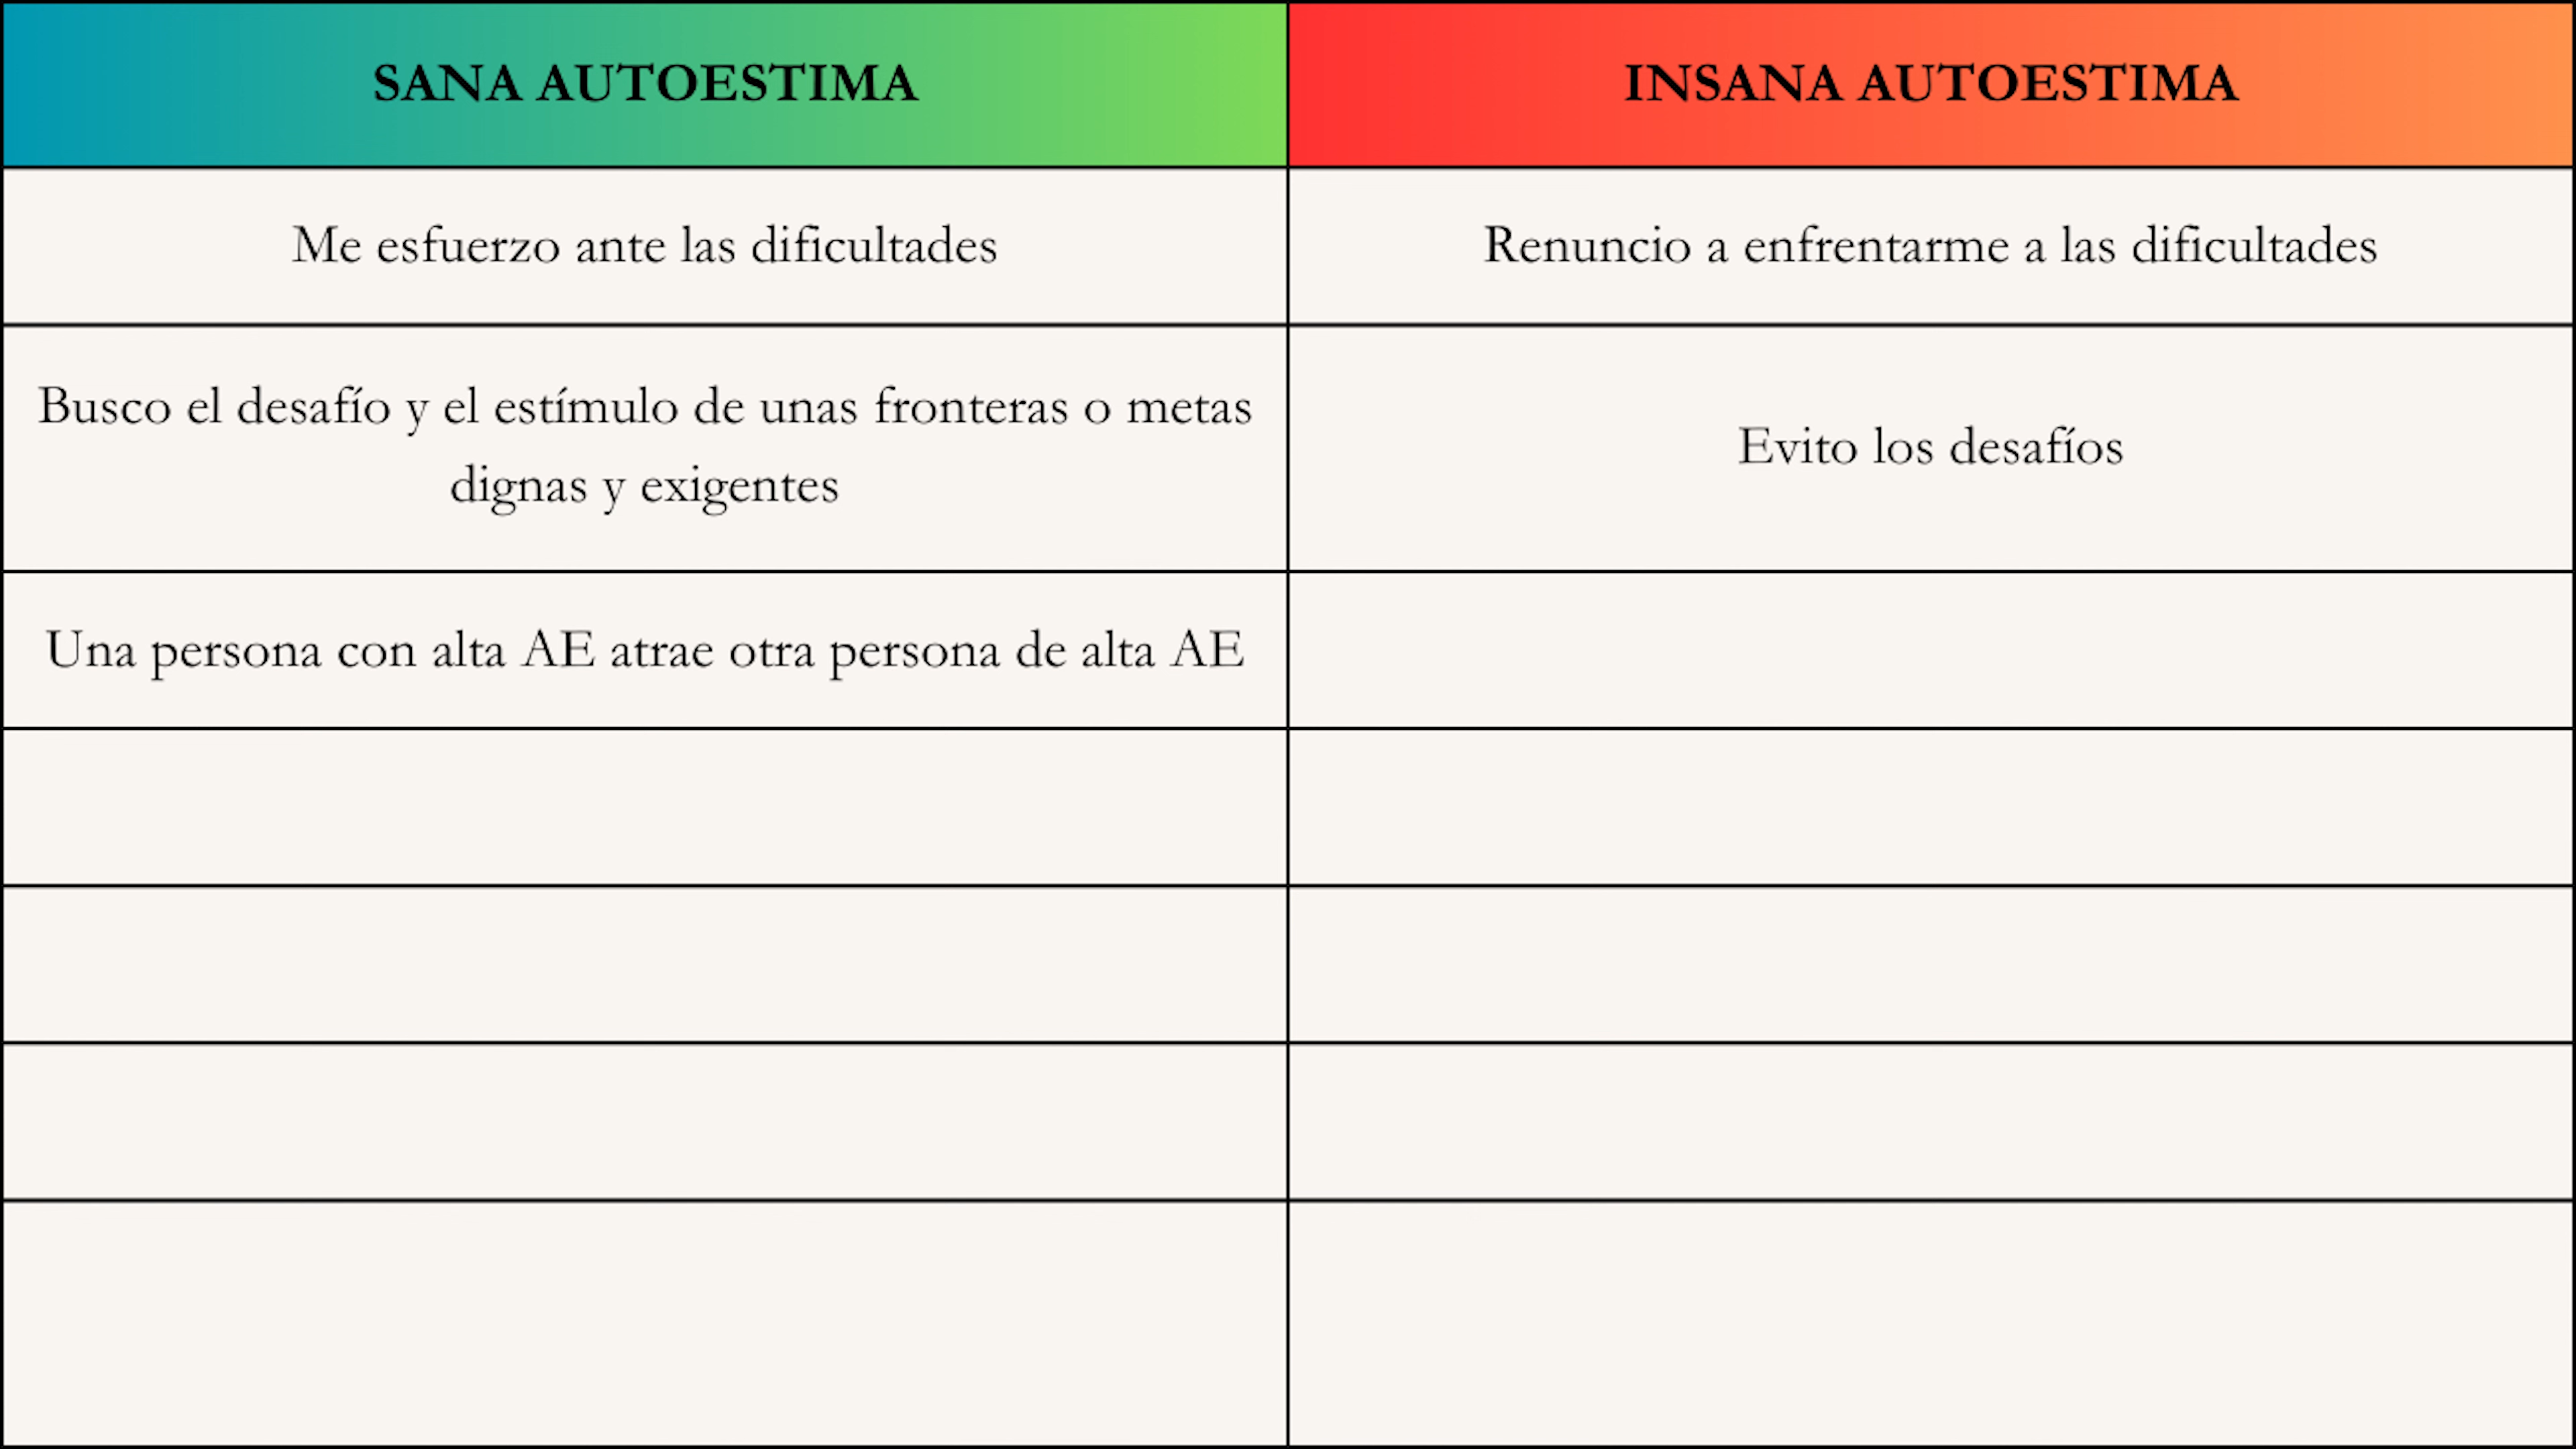 SANA AUTOESTIMA
INSANA AUTOESTIMA
Me esfuerzo ante las dificultades
Renuncio a enfrentarme a las dificultades
Busco el desafío y el estímulo de unas fronteras o metas
dignas y exigentes
Evito los desafíos
Una persona con alta AE atrae otra persona de alta AE